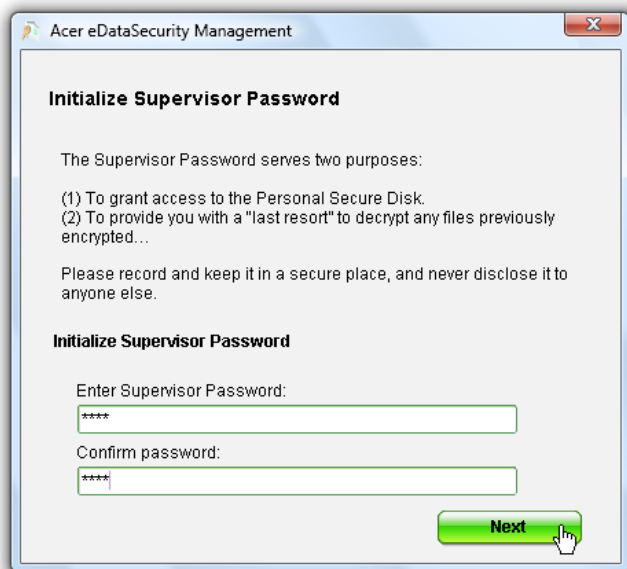 Acer eDataSecurity Management
Initialize Supervisor Password
The Supervisor Password serves two purposes:
(1) To grant access to the Personal Secure Disk.
(2) To provide you with a "last resort" to decrypt any files previously
encrypted...
Please record and keep it in a secure place, and never disclose it to
anyone else.
Initialize Supervisor Password
Enter Supervisor Password:
****
Confirm password:
****
Next